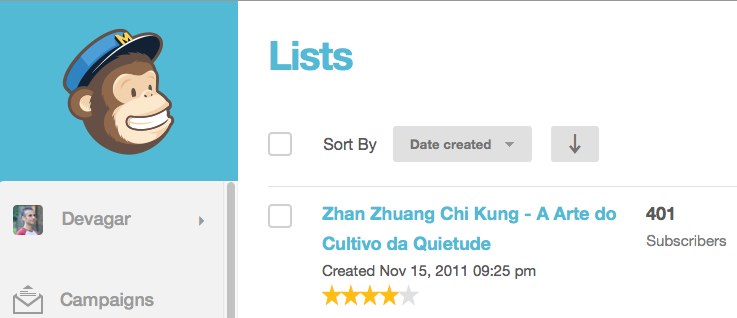 M
Lists
Sort By
Date created
Devagar
Zhan Zhuang Chi Kung - A Arte do
Cultivo da Quietude
Created Nov 15, 2011 09:25 pm
401
Subscribers
Campaigns